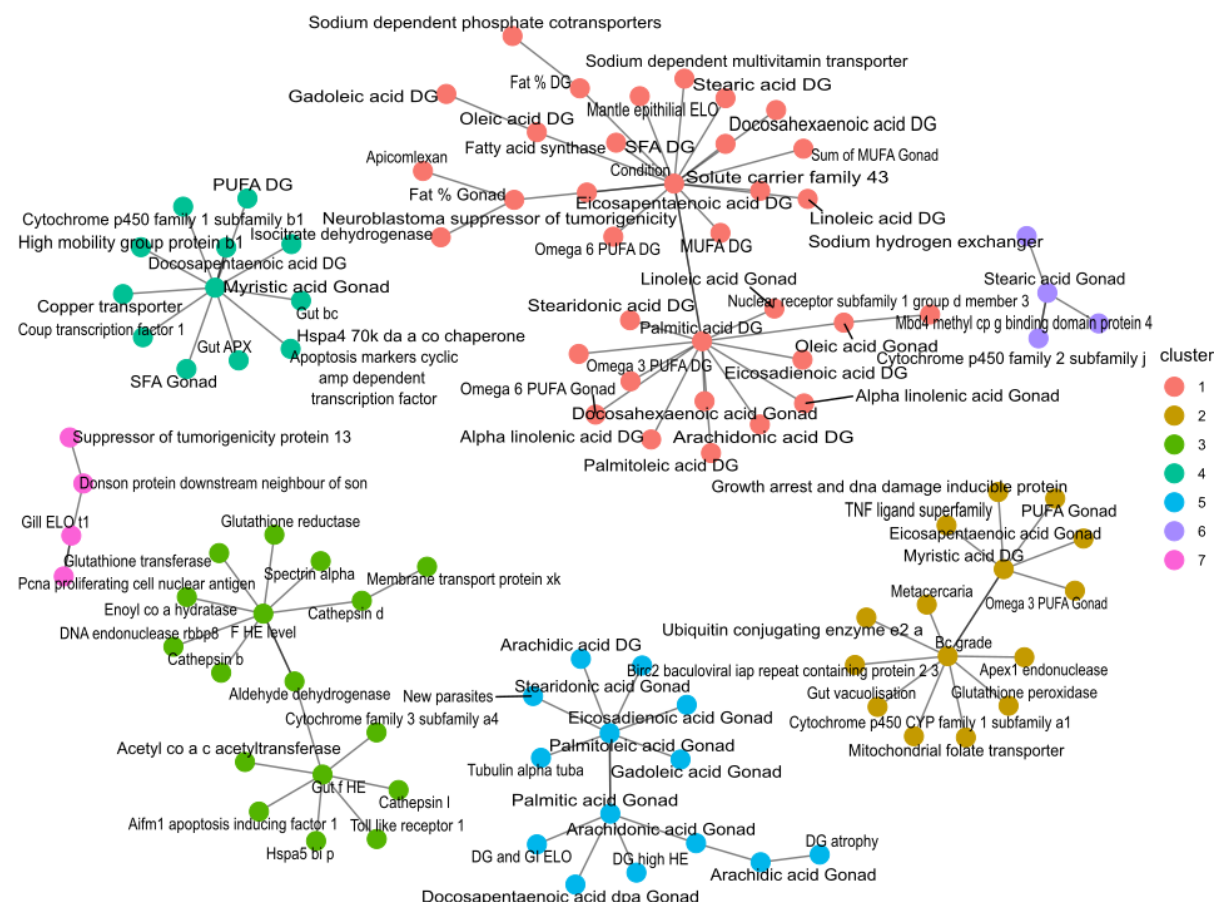 Sodium dependent phosphate cotransporters
Sodium dependent multivitamin transporter
Fat % DG
Stearic acid DG
Gadoleic acid DG
Mantle epithilial ELO
Oleic acid DG
Docosahexaenoic acid DG
Fatty acid synthase
SFA DG
Sum of MUFA Gonad
Apicomlexan
Condition
Solute carrier family 43
Fat % Gonad
Eicosapentaenoic acid DG
Neuroblastoma suppressor of tumorigenicity
Linoleic acid DG
Omega 6 PUFA DG
MUFA DG
PUFA DG
Cytochrome p450 family 1 subfamily b1
Isocitrate dehydrogenase
High mobility group protein b1
Docosapentaenoic acid DG
Myristic acid Gonad
Copper transporter
Gut bc
Coup transcription factor 1
Hspa4 70k da a co chaperone
Gut APX
Apoptosis markers cyclic
amp dependent
transcription factor
SFA Gonad
Sodium hydrogen exchanger
Stearic acid Gonad
Mbd4 methyl cp g binding domain protein 4
Cytochrome p450 family 2 subfamily j
Linoleic acid Gonad
Nuclear receptor subfamily 1 group d member 3
Stearidonic acid DG
Palmitic acid DG
Oleic acid Gonad
Omega 3 PUFA DG
Eicosadienoic acid DG
Omega 6 PUFA Gonad
Alpha linolenic acid Gonad
Docosahexaenoic acid Gonad
Alpha linolenic acid DG
Arachidonic acid DG
Palmitoleic acid DG
cluster
1
2
3
4
5
6
7
Suppressor of tumorigenicity protein 13
Donson protein downstream neighbour of son
Gill ELO t1
Pcna proliferating cell nuclear antigen
Glutathione reductase
Glutathione transferase
Spectrin alpha
Membrane transport protein xk
Enoyl co a hydratase
Cathepsin d
DNA endonuclease rbbp8
F HE level
Cathepsin b
Aldehyde dehydrogenase
Cytochrome family 3 subfamily a4
Acetyl co a c acetyltransferase
Gut f HE
Cathepsin l
Aifm1 apoptosis inducing factor 1
Toll like receptor 1
Hspa5 bi p
Arachidic acid DG
Birc2 baculoviral iap repeat containing protein 2 3
Stearidonic acid Gonad
New parasites
Eicosadienoic acid Gonad
Palmitoleic acid Gonad
Tubulin alpha tuba
Gadoleic acid Gonad
Palmitic acid Gonad
Arachidonic acid Gonad
DG and GI ELO
DG high HE
DG atrophy
Arachidic acid Gonad
Docosapentaenoic acid dpa Gonad
Growth arrest and dna damage inducible protein
TNF ligand superfamily
PUFA Gonad
Eicosapentaenoic acid Gonad
Myristic acid DG
Metacercaria
Omega 3 PUFA Gonad
Ubiquitin conjugating enzyme e2 a
Bc grade
Apex1 endonuclease
Gut vacuolisation
Glutathione peroxidase
Cytochrome p450 CYP family 1 subfamily a1
Mitochondrial folate transporter